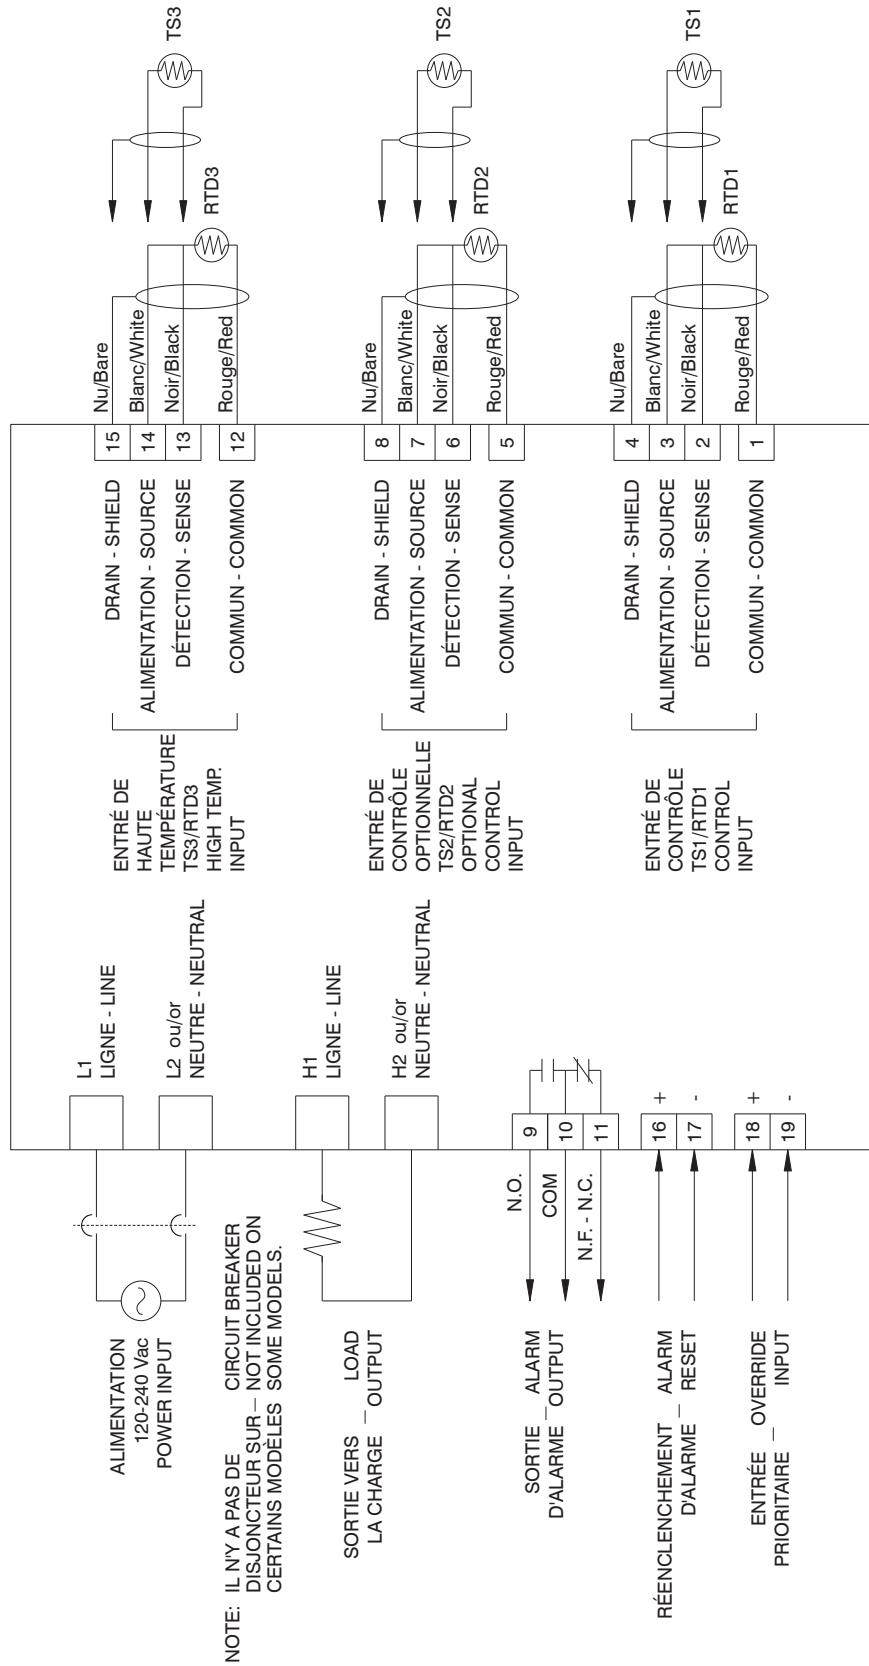 ALIMENTATION
120-240 Vac
POWER INPUT
L1
LIGNE - LINE
L2 ou/or
NEUTRE - NEUTRAL
NOTE: IL N'Y A PAS DE CIRCUIT BREAKER
DISJONCTEUR SUR — NOT INCLUDED ON
CERTAINS MODÈLES SOME MODELS.
SORTIE VERS — LOAD
LA CHARGE OUTPUT
H1
LIGNE - LINE
H2 ou/or
NEUTRE - NEUTRAL
SORTIE — ALARM
D'ALARME OUTPUT
N.O.
COM
N.F. - N.C.
9
10
11
RÉENCLENCHEMENT — ALARM
D'ALARME RESET
16 +
17 -
ENTRÉE — OVERRIDE
PRIORITAIRE INPUT
18 +
19 -
ENTRÉ DE
HAUTE
TEMPÉRATURE
TS3/RTD3
HIGH TEMP.
INPUT
DRAIN - SHIELD 15 Nu/Bare
ALIMENTATION - SOURCE 14 Blanc/White
DÉTECTION - SENSE 13 Noir/Black
COMMUN - COMMON 12 Rouge/Red
RTD3
TS3
ENTRÉ DE
CONTRÔLE
OPTIONNELLE
TS2/RTD2
OPTIONAL
CONTROL
INPUT
DRAIN - SHIELD 8 Nu/Bare
ALIMENTATION - SOURCE 7 Blanc/White
DÉTECTION - SENSE 6 Noir/Black
COMMUN - COMMON 5 Rouge/Red
RTD2
TS2
ENTRÉ DE
CONTRÔLE
TS1/RTD1
CONTROL
INPUT
DRAIN - SHIELD 4 Nu/Bare
ALIMENTATION - SOURCE 3 Blanc/White
DÉTECTION - SENSE 2 Noir/Black
COMMUN - COMMON 1 Rouge/Red
RTD1
TS1